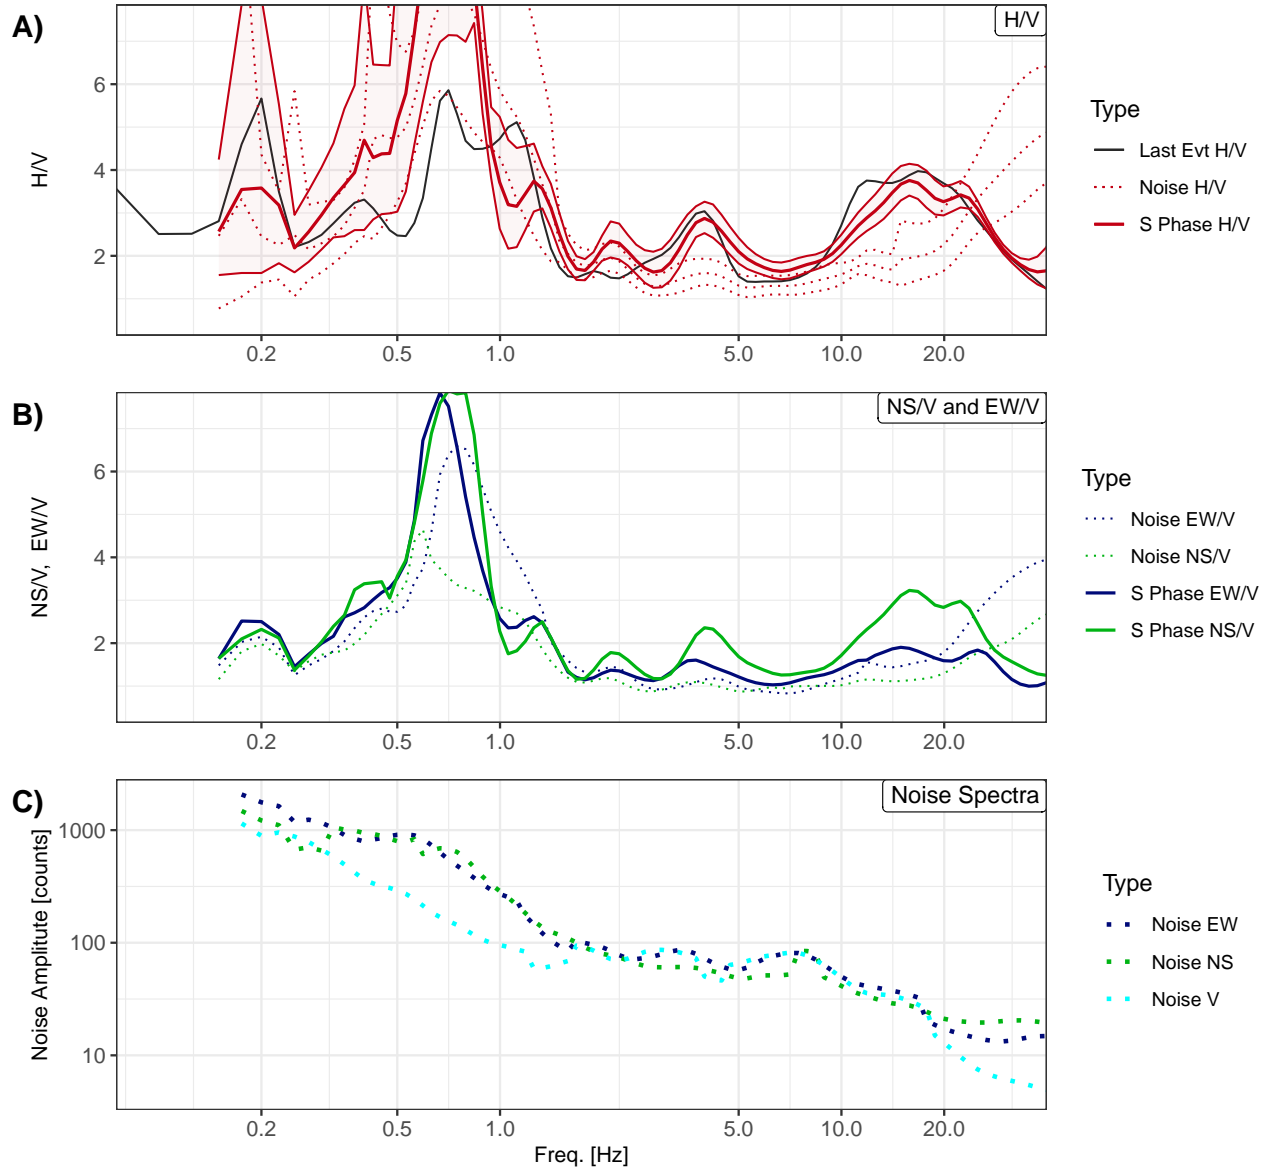 A)
H/V
H/V
6
4
2
0.2 0.5 1.0 5.0 10.0 20.0
Type
Last Evt H/V
Noise H/V
S Phase H/V
B)
NS/V and EW/V
NS/V, EW/V
6
4
2
0.2 0.5 1.0 5.0 10.0 20.0
Type
Noise EW/V
Noise NS/V
S Phase EW/V
S Phase NS/V
C)
Noise Spectra
Noise Amplitute [counts]
1000
100
10
0.2 0.5 1.0 5.0 10.0 20.0
Freq. [Hz]
Type
Noise EW
Noise NS
Noise V